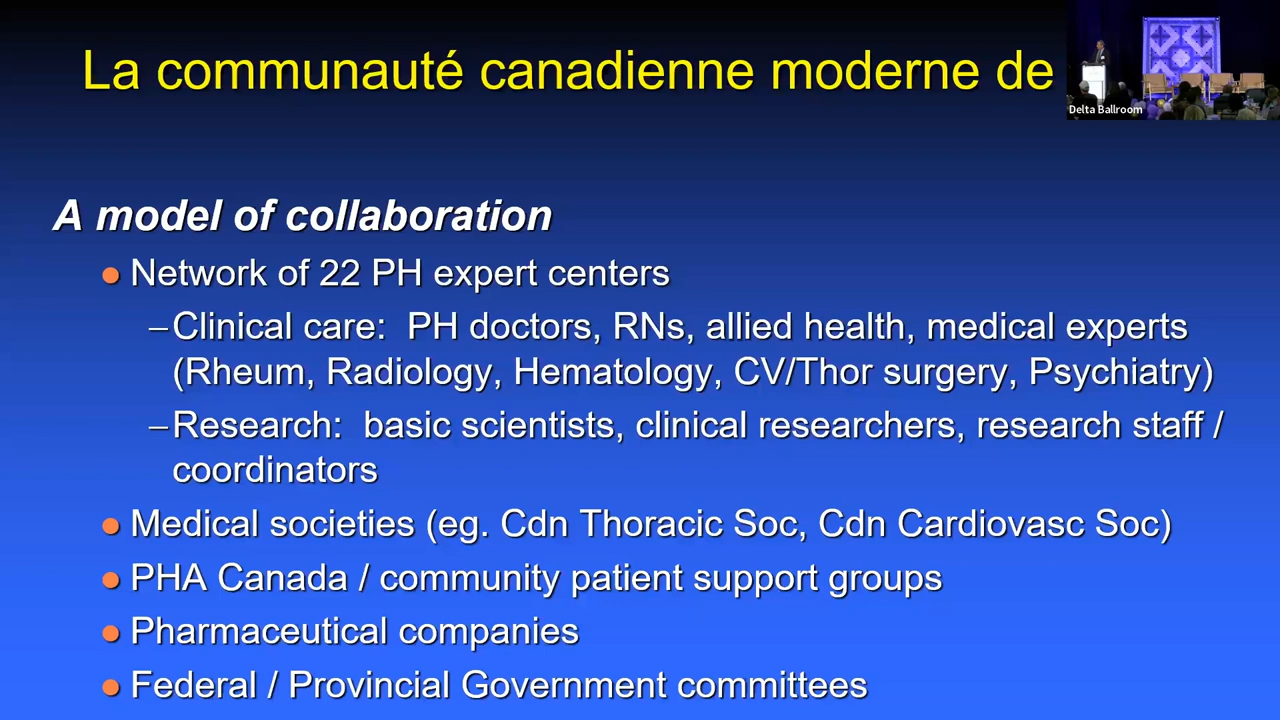 La communauté canadienne moderne de
Delta Ballroom
A model of collaboration
● Network of 22 PH expert centers
–Clinical care: PH doctors, RNs, allied health, medical experts
(Rheum, Radiology, Hematology, CV/Thor surgery, Psychiatry)
–Research: basic scientists, clinical researchers, research staff /
coordinators
● Medical societies (eg. Cdn Thoracic Soc, Cdn Cardiovasc Soc)
● PHA Canada / community patient support groups
● Pharmaceutical companies
● Federal / Provincial Government committees